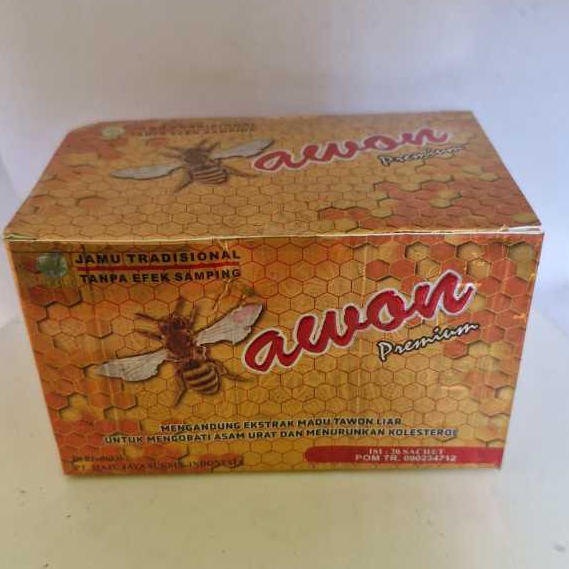 awon
Premium
JAMU TRADISIONAL
TANPA EFEK SAMPING
awon
Premium
MENGANDUNG EKSTRAK MADU TAWON LIAR
UNTUK MENGOBATI ASAM URAT DAN MENURUNKAN KOLESTEROL
ISI : 20 SACHET
POM TR. 090234712
INDONESIA